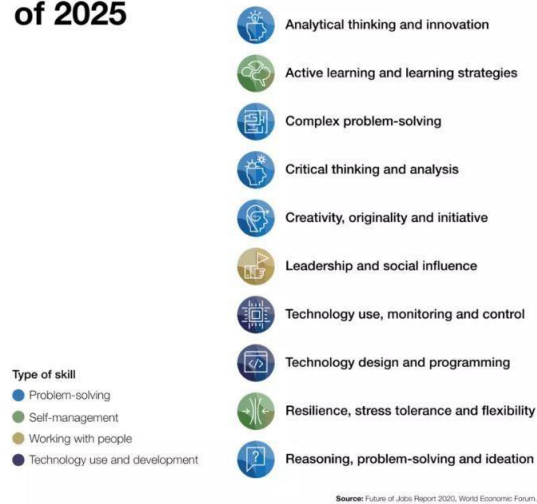 of 2025
Analytical thinking and innovation
Active learning and learning strategies
Complex problem-solving
Critical thinking and analysis
Creativity, originality and initiative
Leadership and social influence
Technology use, monitoring and control
Technology design and programming
Resilience, stress tolerance and flexibility
Reasoning, problem-solving and ideation
Type of skill
Problem-solving
Self-management
Working with people
Technology use and development
Source: Future of Jobs Report 2020, World Economic Forum.